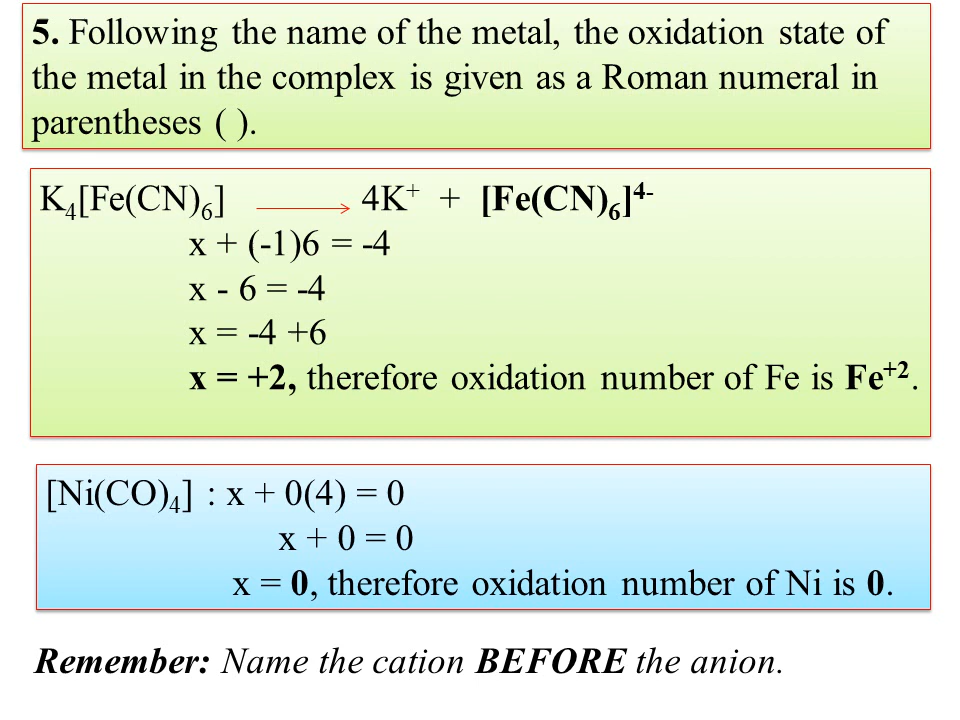 5. Following the name of the metal, the oxidation state of
the metal in the complex is given as a Roman numeral in
parentheses ( ).
K₄[Fe(CN)₆] ⟶ 4K⁺ + [Fe(CN)₆]⁴⁻
x + (-1)6 = -4
x - 6 = -4
x = -4 +6
x = +2, therefore oxidation number of Fe is Fe⁺².
[Ni(CO)₄] : x + 0(4) = 0
x + 0 = 0
x = 0, therefore oxidation number of Ni is 0.
Remember: Name the cation BEFORE the anion.